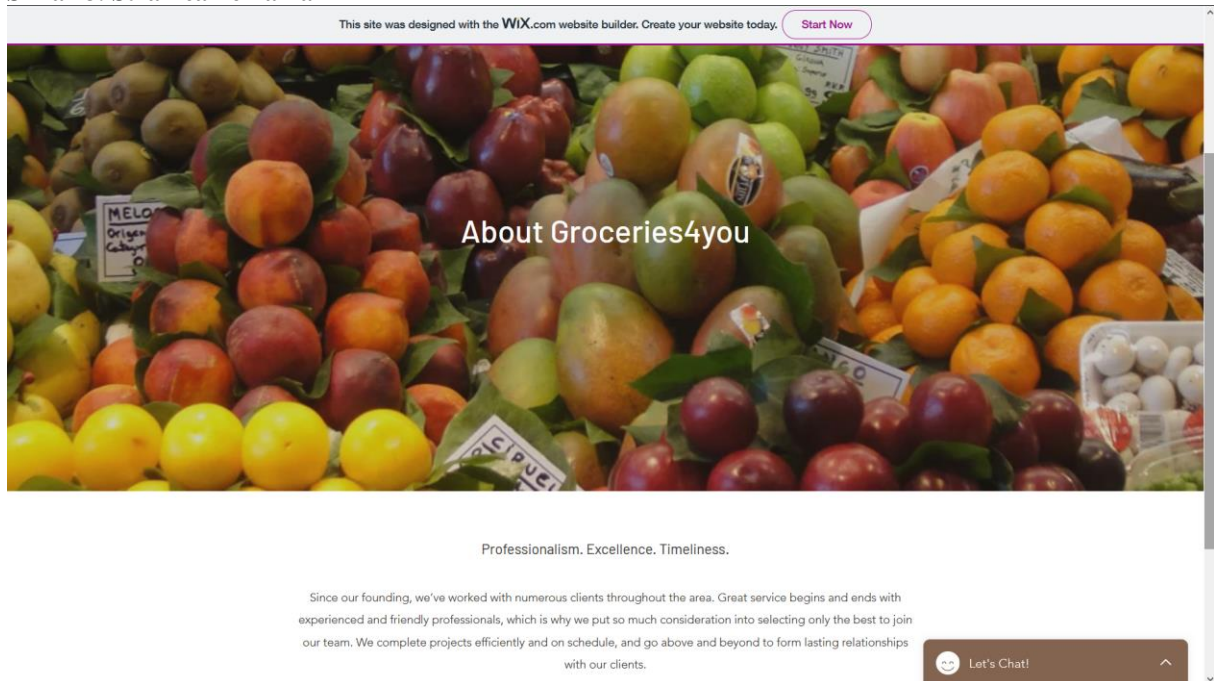 This site was designed with the WiX.com website builder. Create your website today. Start Now
About Groceries4you
MELO
Origen
CIRUEL
Professionalism. Excellence. Timeliness.
Since our founding, we've worked with numerous clients throughout the area. Great service begins and ends with
experienced and friendly professionals, which is why we put so much consideration into selecting only the best to join
our team. We complete projects efficiently and on schedule, and go above and beyond to form lasting relationships
with our clients.
Let's Chat!